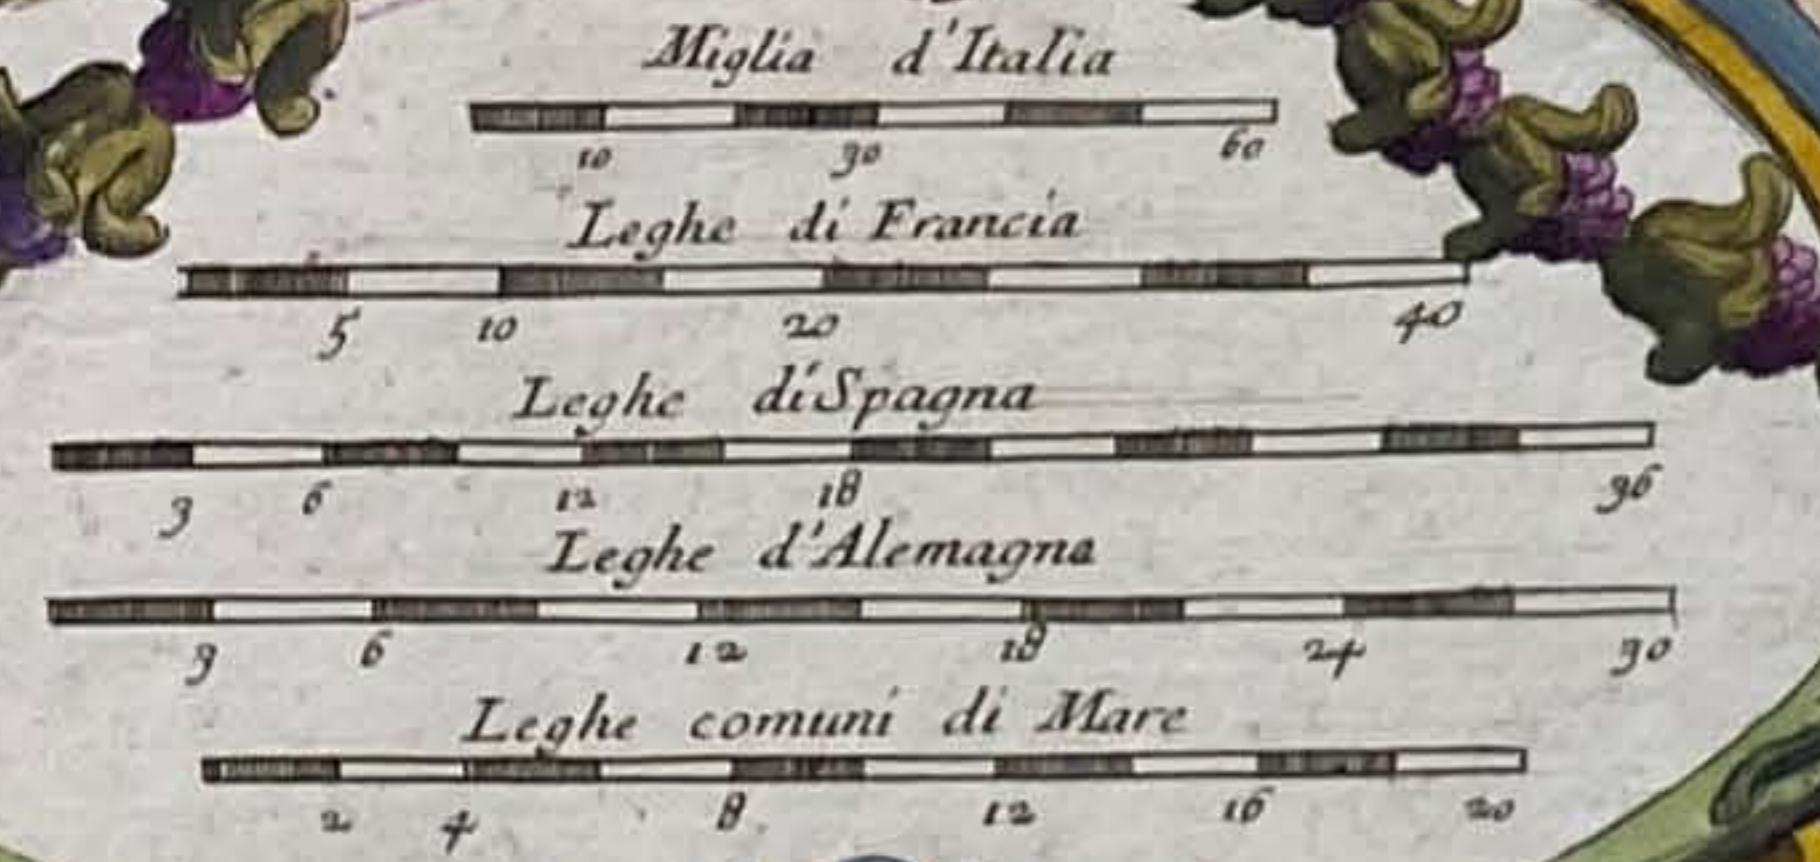 Miglia d'Italia
10 30 60
Leghe di Francia
5 10 20 40
Leghe di Spagna
3 6 12 18 36
Leghe d'Alemagna
3 6 12 18 24 30
Leghe comuni di Mare
2 4 8 12 16 20